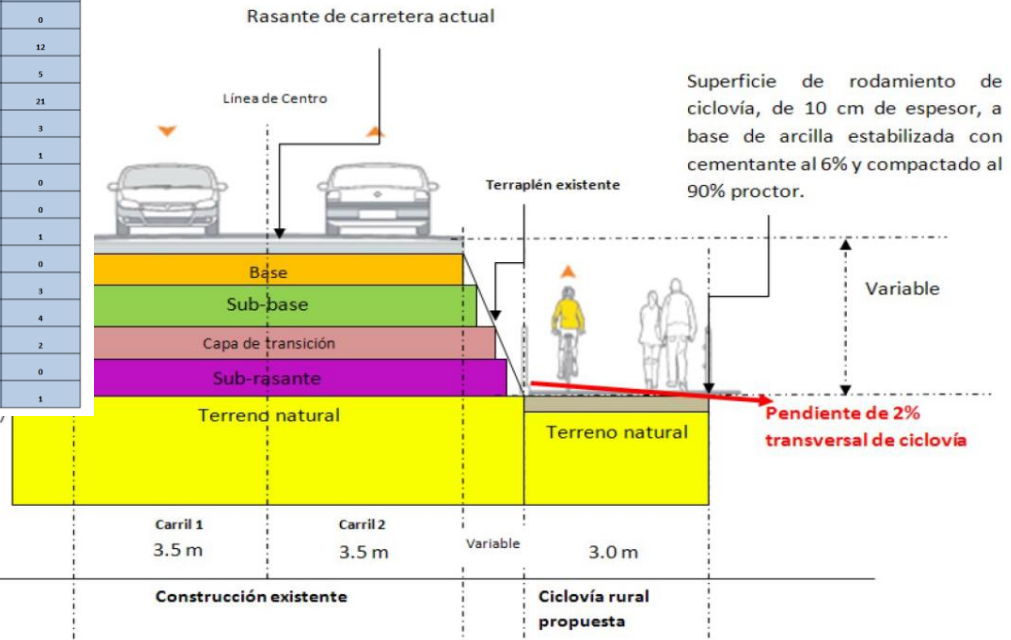 0
12
5
21
3
1
0
0
1
0
3
4
2
0
1
Rasante de carretera actual
Línea de Centro
Superficie de rodamiento de
ciclovía, de 10 cm de espesor, a
base de arcilla estabilizada con
cementante al 6% y compactado al
90% proctor.
Terraplén existente
Base
Sub-base
Capa de transición
Sub-rasante
Terreno natural
Terreno natural
Variable
Pendiente de 2%
transversal de ciclovía
Carril 1
3.5 m
Carril 2
3.5 m
Variable
3.0 m
Construcción existente
Ciclovía rural
propuesta